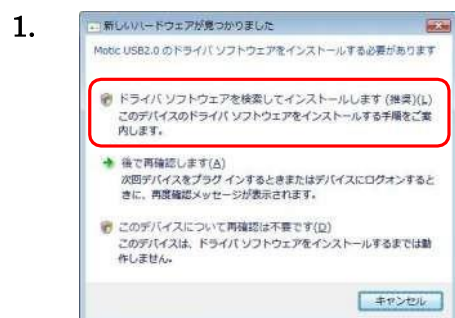 1.
新しいハードウェアが見つかりました
Motic USB2.0 のドライバ ソフトウェアをインストールする必要があります
ドライバ ソフトウェアを検索してインストールします (推奨)(L)
このデバイスのドライバ ソフトウェアをインストールする手順をご案
内します。
後で再確認します(A)
次回デバイスをプラグ インするときまたはデバイスにログオンすると
きに、再度確認メッセージが表示されます。
このデバイスについて再確認は不要です(D)
このデバイスは、ドライバ ソフトウェアをインストールするまでは動
作しません。
キャンセル